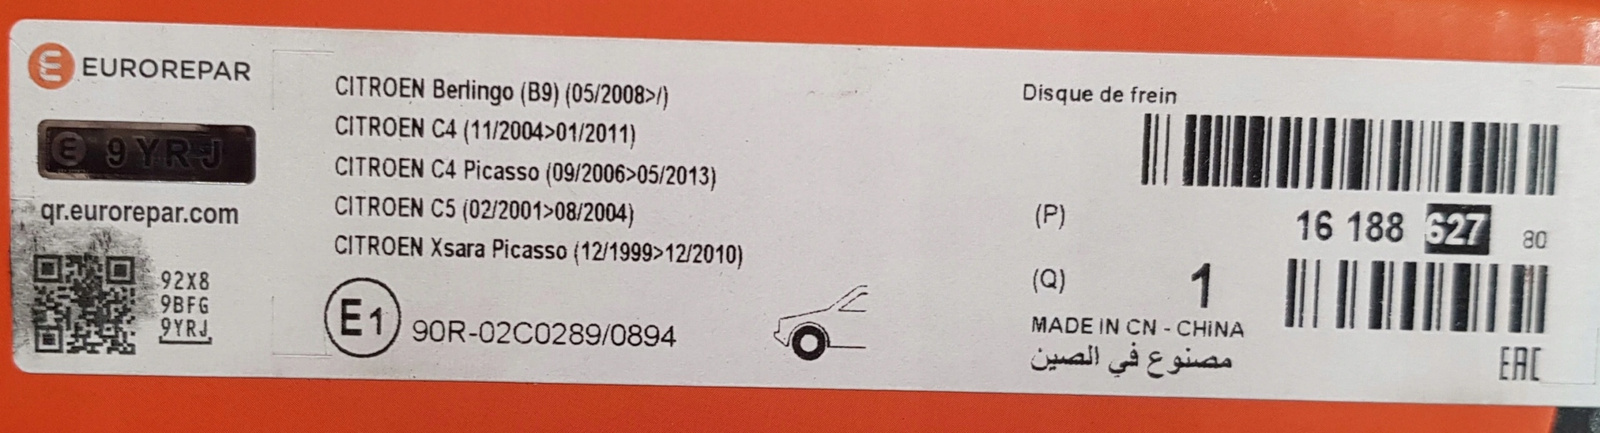 EUROREPAR
9YRJ
qr.eurorepar.com
92X8
9BFG
9YRJ
CITROEN Berlingo (B9) (05/2008>/)
CITROEN C4 (11/2004>01/2011)
CITROEN C4 Picasso (09/2006>05/2013)
CITROEN C5 (02/2001>08/2004)
CITROEN Xsara Picasso (12/1999>12/2010)
E1 90R-02C0289/0894
Disque de frein
(P) 16 188 627 80
(Q) 1
MADE IN CN - CHINA
مصنوع في الصين
EAC